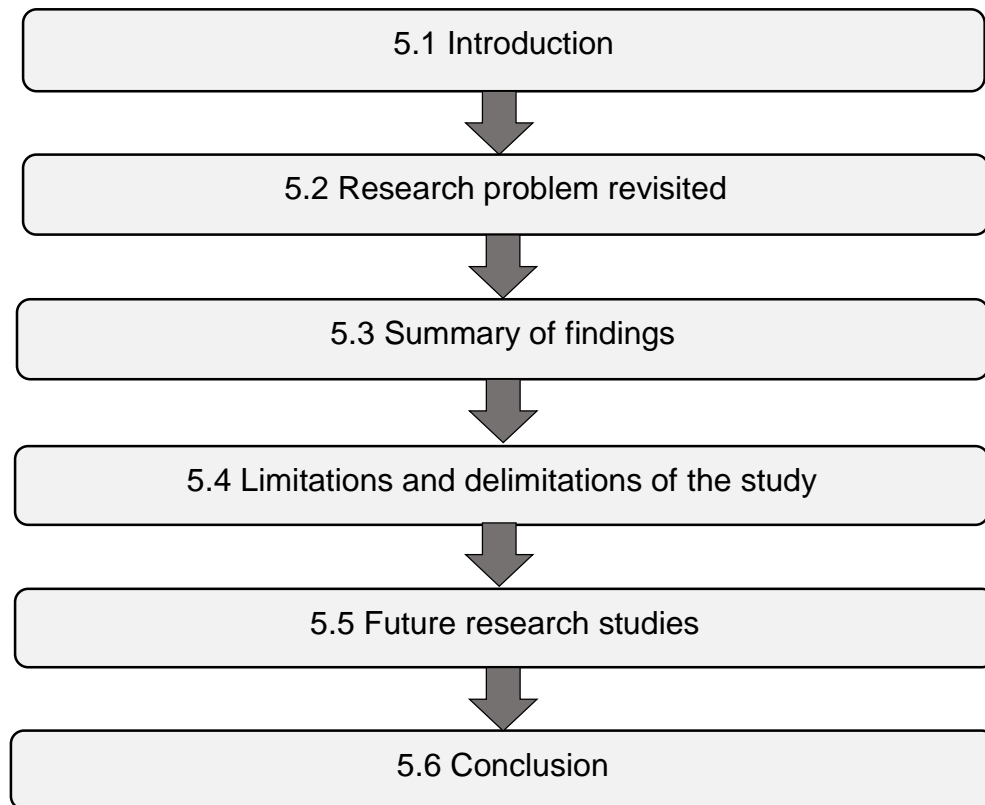 5.1 Introduction
5.2 Research problem revisited
5.3 Summary of findings
5.4 Limitations and delimitations of the study
5.5 Future research studies
5.6 Conclusion